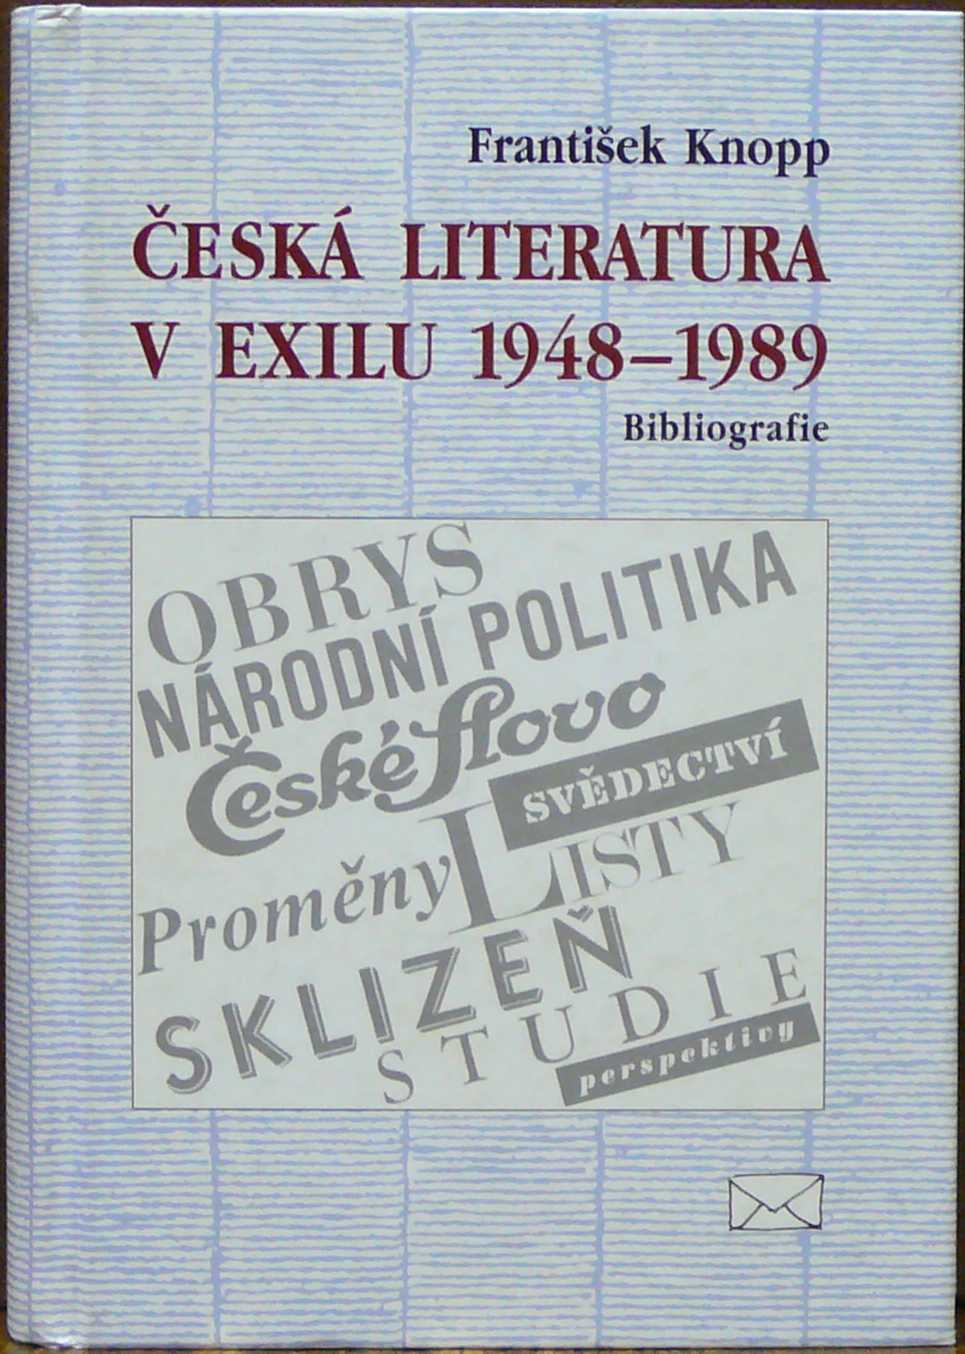 František Knopp
ČESKÁ LITERATURA
V EXILU 1948–1989
Bibliografie
OBRYS
NÁRODNÍ POLITIKA
České slovo
SVĚDECTVÍ
Proměny
LISTY
SKLIZEŇ
STUDIE
perspektivy